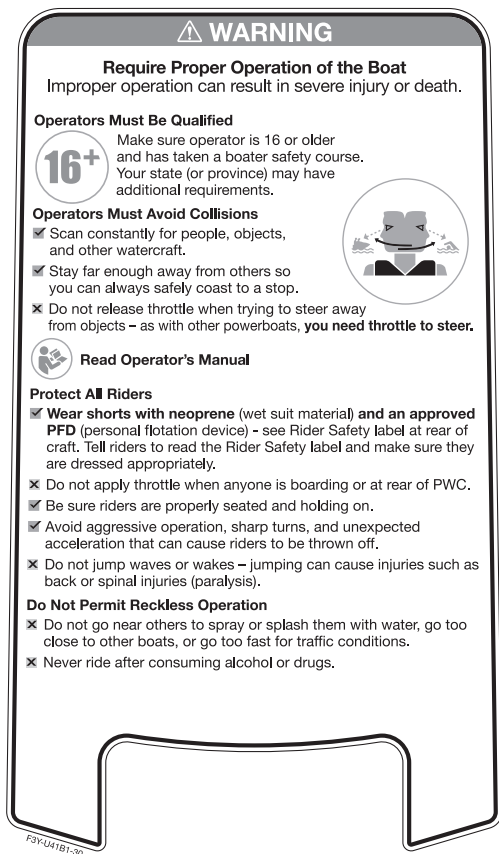 ⚠ WARNING
Require Proper Operation of the Boat
Improper operation can result in severe injury or death.
Operators Must Be Qualified
16+
Make sure operator is 16 or older
and has taken a boater safety course.
Your state (or province) may have
additional requirements.
Operators Must Avoid Collisions
Scan constantly for people, objects,
and other watercraft.
Stay far enough away from others so
you can always safely coast to a stop.
Do not release throttle when trying to steer away
from objects – as with other powerboats, you need throttle to steer.
Read Operator's Manual
Protect All Riders
Wear shorts with neoprene (wet suit material) and an approved
PFD (personal flotation device) - see Rider Safety label at rear of
craft. Tell riders to read the Rider Safety label and make sure they
are dressed appropriately.
Do not apply throttle when anyone is boarding or at rear of PWC.
Be sure riders are properly seated and holding on.
Avoid aggressive operation, sharp turns, and unexpected
acceleration that can cause riders to be thrown off.
Do not jump waves or wakes – jumping can cause injuries such as
back or spinal injuries (paralysis).
Do Not Permit Reckless Operation
Do not go near others to spray or splash them with water, go too
close to other boats, or go too fast for traffic conditions.
Never ride after consuming alcohol or drugs.
F3Y-U41B1-30